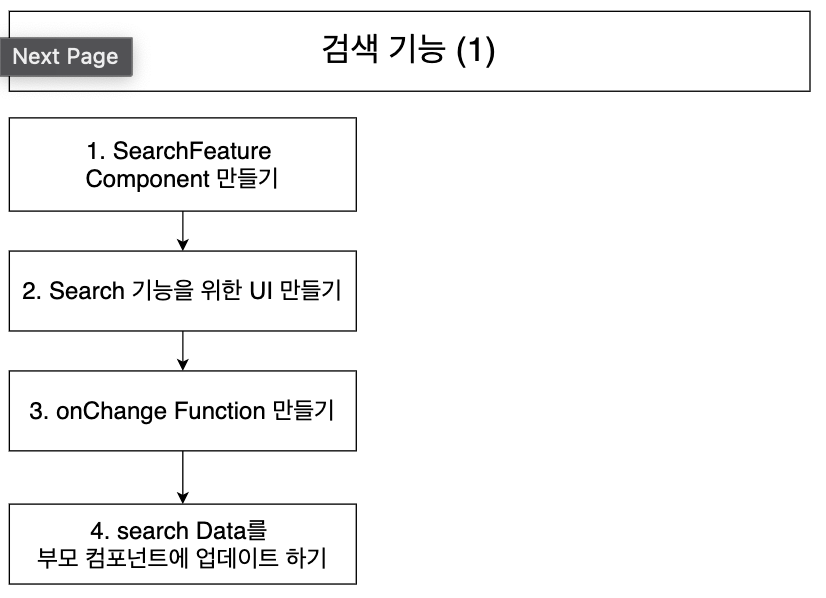 검색 기능 (1)
Next Page
1. SearchFeature
Component 만들기
2. Search 기능을 위한 UI 만들기
3. onChange Function 만들기
4. search Data를
부모 컴포넌트에 업데이트 하기